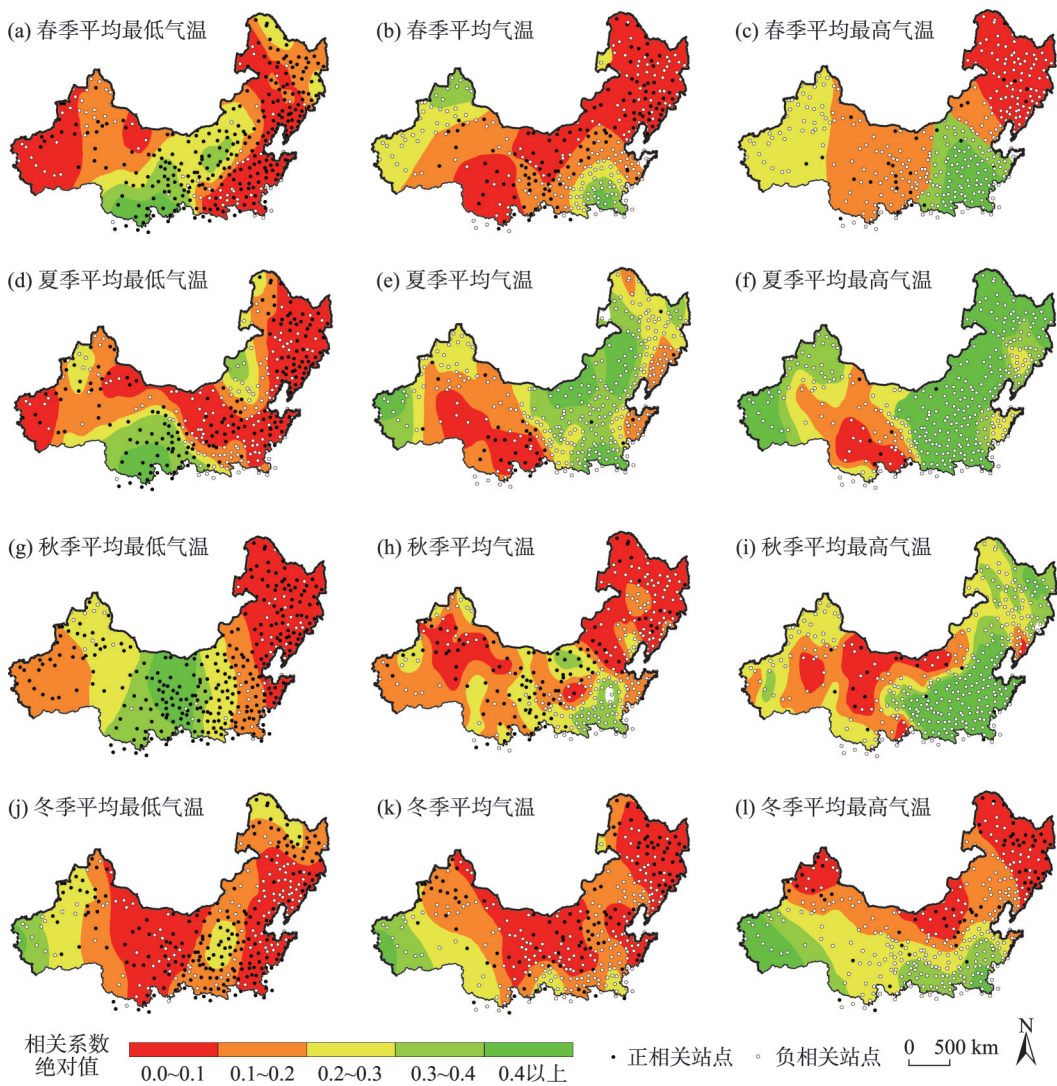 (a) 春季平均最低气温
(b) 春季平均气温
(c) 春季平均最高气温
(d) 夏季平均最低气温
(e) 夏季平均气温
(f) 夏季平均最高气温
(g) 秋季平均最低气温
(h) 秋季平均气温
(i) 秋季平均最高气温
(j) 冬季平均最低气温
(k) 冬季平均气温
(l) 冬季平均最高气温
相关系数
绝对值
0.0~0.1 0.1~0.2 0.2~0.3 0.3~0.4 0.4以上
正相关站点
负相关站点
0 500 km
N